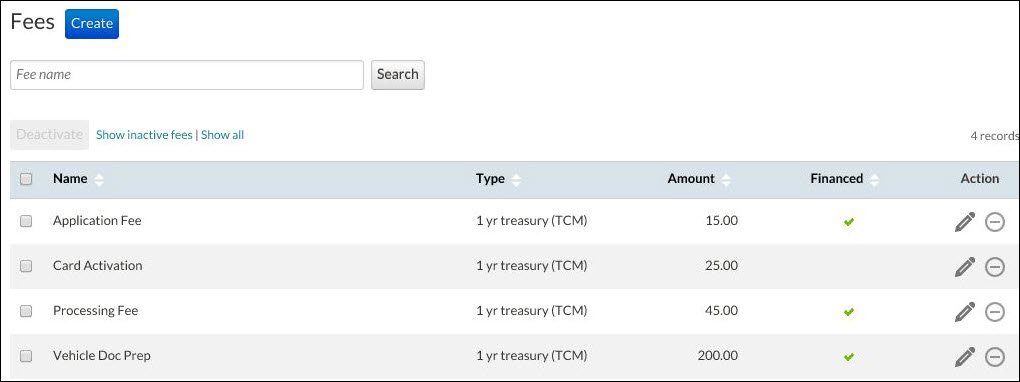 Fees Create
Fee name Search
Deactivate Show inactive fees | Show all 4 records
Name Type Amount Financed Action
Application Fee 1 yr treasury (TCM) 15.00
Card Activation 1 yr treasury (TCM) 25.00
Processing Fee 1 yr treasury (TCM) 45.00
Vehicle Doc Prep 1 yr treasury (TCM) 200.00